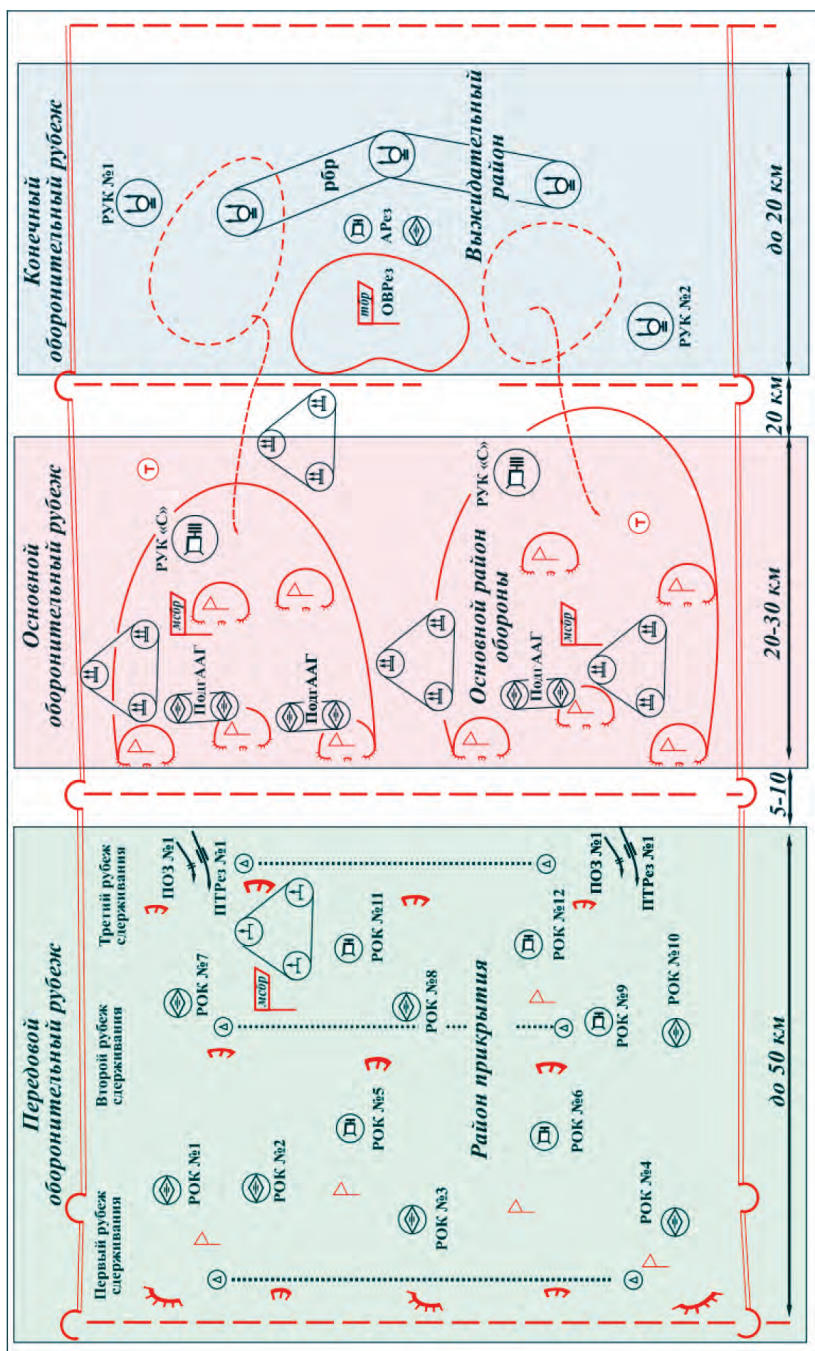 Передовой
оборонительный рубеж
Первый рубеж
сдерживания
Второй рубеж
сдерживания
Третий рубеж
сдерживания
РОК №1
РОК №2
РОК №3
РОК №4
РОК №5
РОК №6
РОК №7
мсбр
РОК №8
РОК №9
РОК №10
РОК №11
РОК №12
ПОЗ №1
ПТРез №1
ПОЗ №1
ПТРез №1
Район прикрытия
до 50 км
5-10
Основной
оборонительный рубеж
мсбр
ПодгААГ
ПодгААГ
РУК «С»
Т
Основной район
обороны
ПодгААГ
мсбр
РУК «С»
Т
20-30 км
20 км
Конечный
оборонительный рубеж
РУК №1
рбр
АРез
тбр
ОВРез
Выжидательный
район
РУК №2
до 20 км